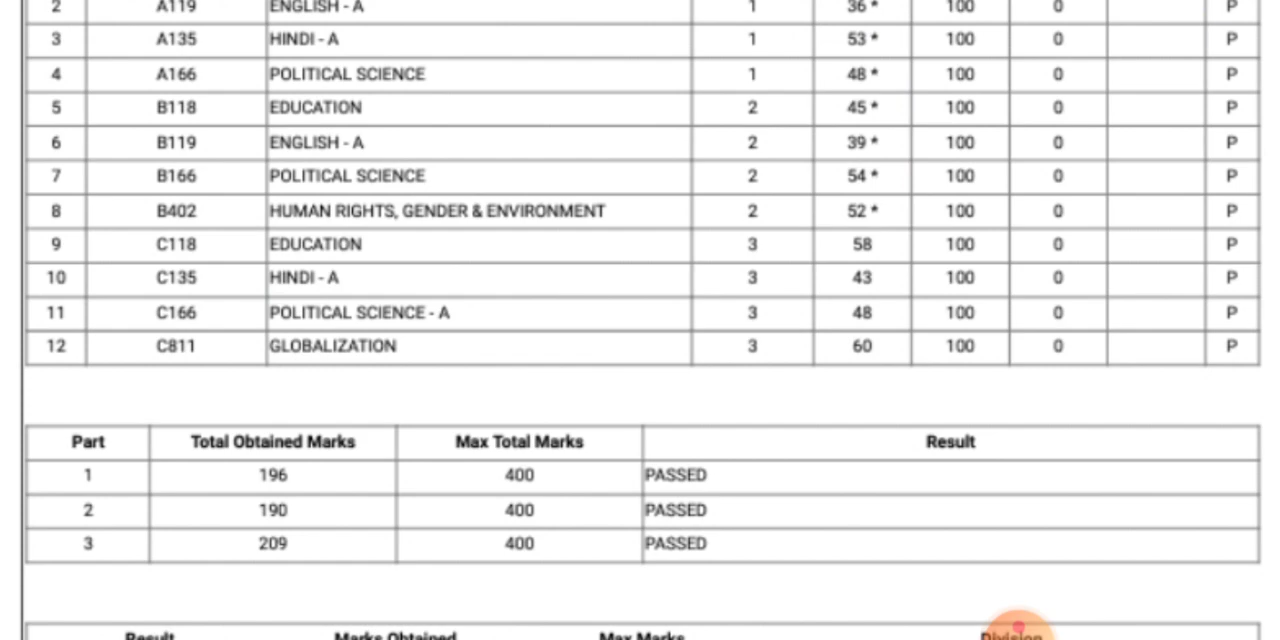 2 A119 ENGLISH - A 1 36 * 100 0 P
3 A135 HINDI - A 1 53 * 100 0 P
4 A166 POLITICAL SCIENCE 1 48 * 100 0 P
5 B118 EDUCATION 2 45 * 100 0 P
6 B119 ENGLISH - A 2 39 * 100 0 P
7 B166 POLITICAL SCIENCE 2 54 * 100 0 P
8 B402 HUMAN RIGHTS, GENDER & ENVIRONMENT 2 52 * 100 0 P
9 C118 EDUCATION 3 58 100 0 P
10 C135 HINDI - A 3 43 100 0 P
11 C166 POLITICAL SCIENCE - A 3 48 100 0 P
12 C811 GLOBALIZATION 3 60 100 0 P
Part Total Obtained Marks Max Total Marks Result
1 196 400 PASSED
2 190 400 PASSED
3 209 400 PASSED
Result Marks Obtained Max Marks Division